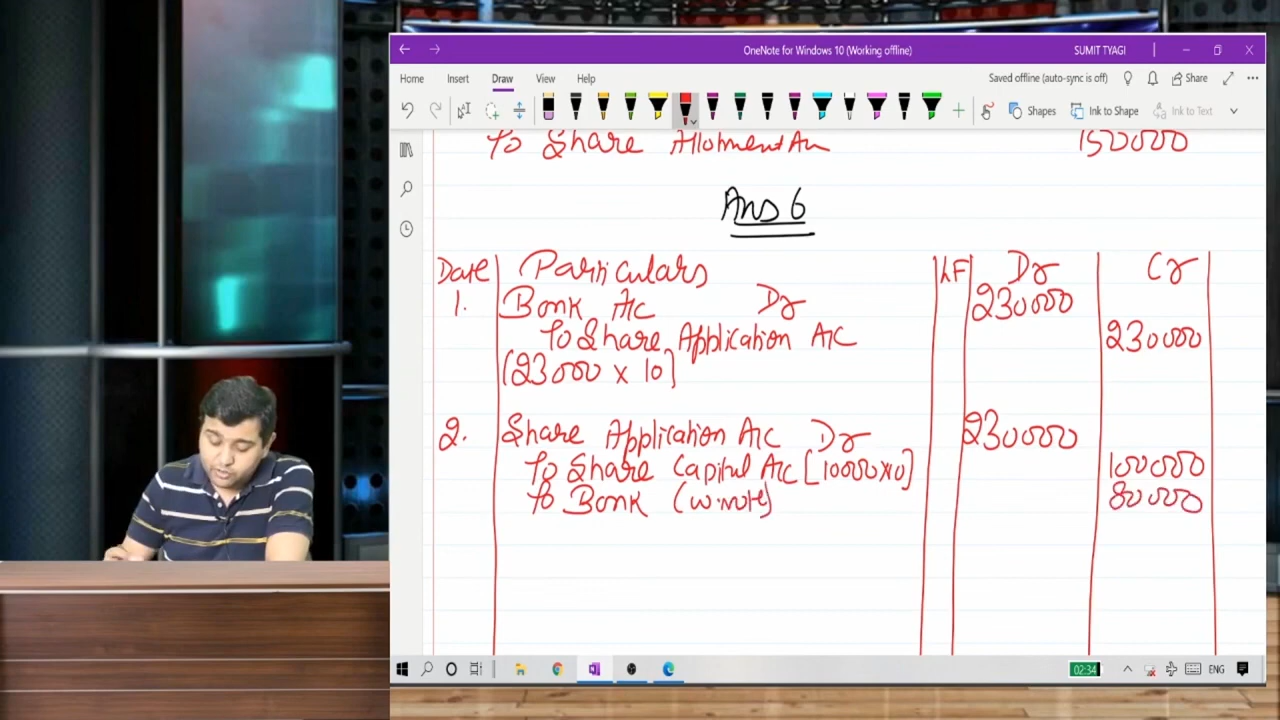 OneNote for Windows 10 (Working offline)
SUMIT TYAGI
Home Insert Draw View Help
Saved offline (auto-sync is off)
Share
Shapes
Ink to Shape
Ink to Text
To Share Allotment A/c 150000
Ans 6
Date Particulars LF Dr Cr
1. Bank A/C Dr 230000
To Share Application A/C 230000
[23000 x 10]
2. Share Application A/C Dr 230000
To Share Capital A/C [10000x10] 100000
To Bank (w.note) 80000
02:34
ENG